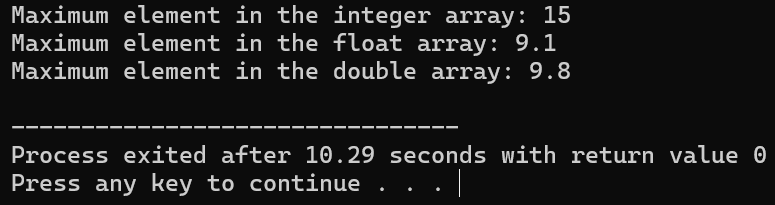 Maximum element in the integer array: 15
Maximum element in the float array: 9.1
Maximum element in the double array: 9.8
--------------------------------
Process exited after 10.29 seconds with return value 0
Press any key to continue . . .